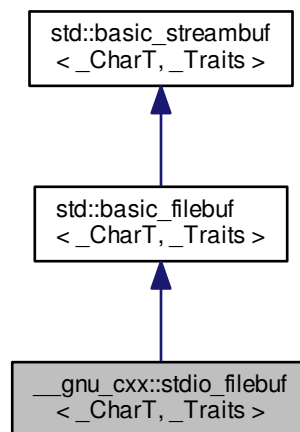 std::basic_streambuf
< _CharT, _Traits >
std::basic_filebuf
< _CharT, _Traits >
__gnu_cxx::stdio_filebuf
< _CharT, _Traits >